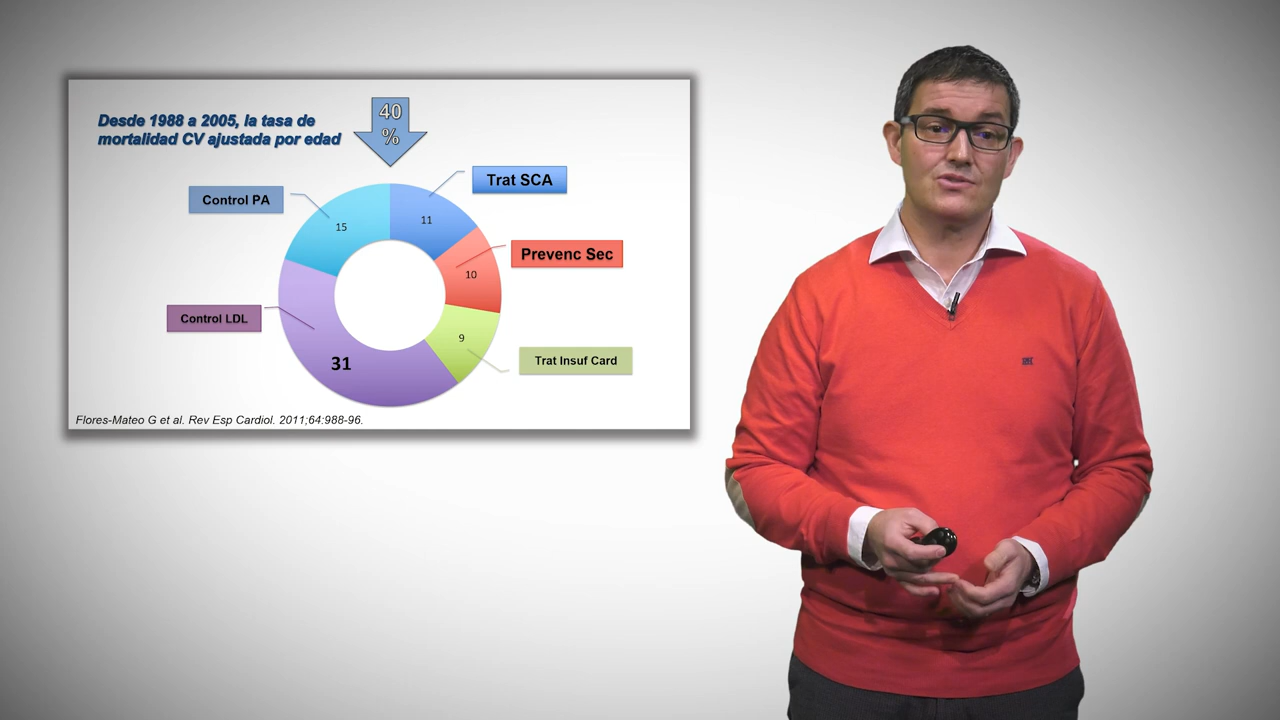 Desde 1988 a 2005, la tasa de
mortalidad CV ajustada por edad
40
%
Control PA
Trat SCA
15
11
Prevenc Sec
10
Control LDL
9
Trat Insuf Card
31
Flores-Mateo G et al. Rev Esp Cardiol. 2011;64:988-96.